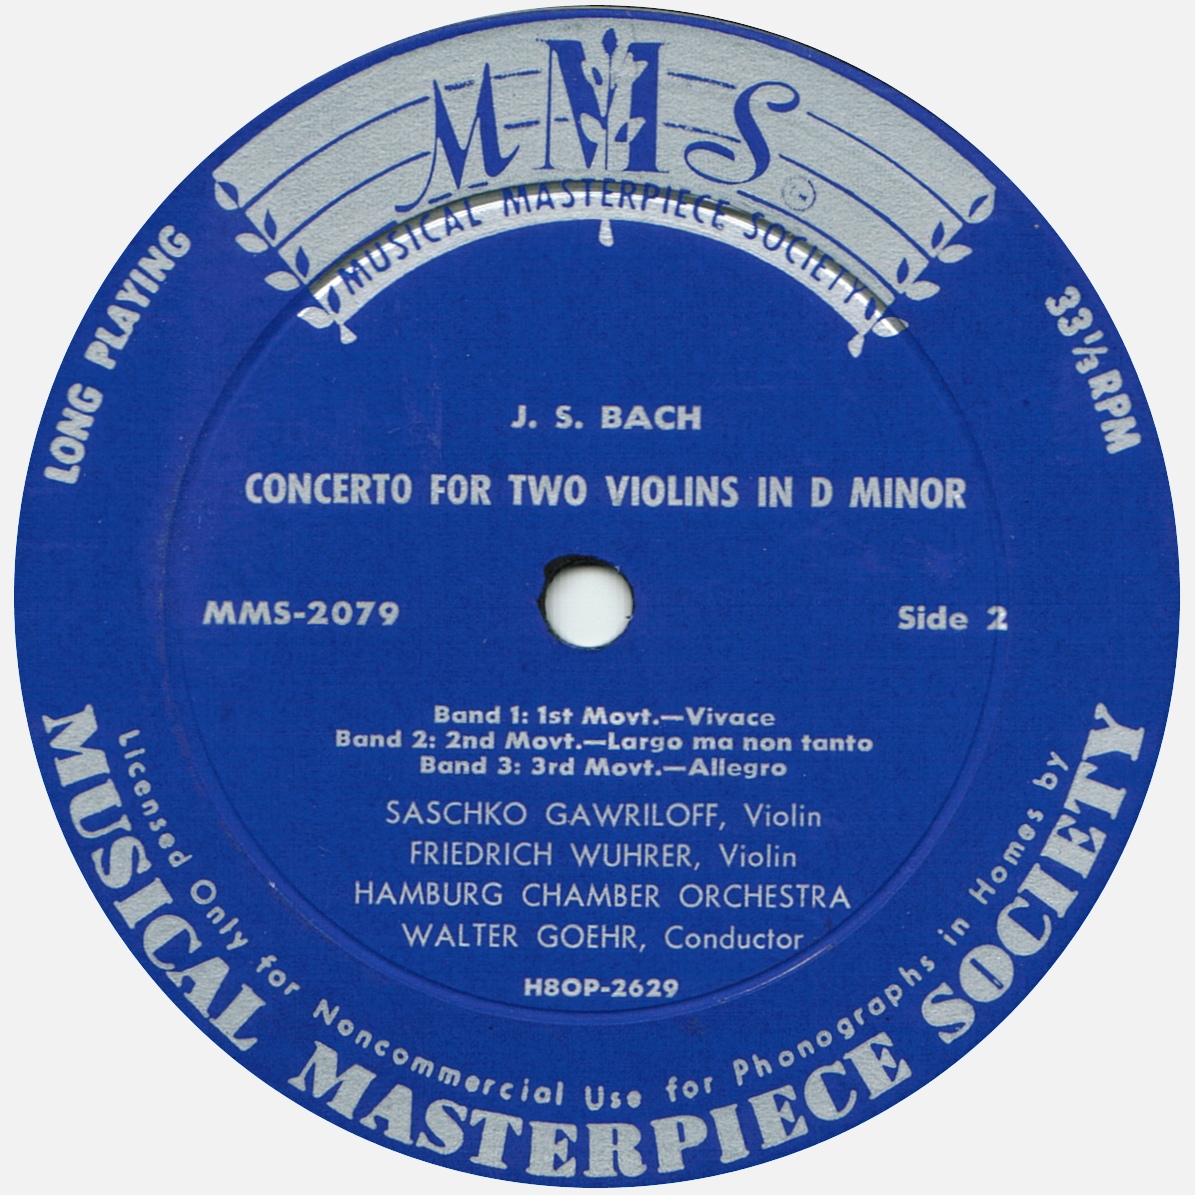 MMS
MUSICAL MASTERPIECE SOCIETY
LONG PLAYING
33 1/3 RPM
J. S. BACH
CONCERTO FOR TWO VIOLINS IN D MINOR
MMS-2079
Side 2
Band 1: 1st Movt.—Vivace
Band 2: 2nd Movt.—Largo ma non tanto
Band 3: 3rd Movt.—Allegro
SASCHKO GAWRILOFF, Violin
FRIEDRICH WUHRER, Violin
HAMBURG CHAMBER ORCHESTRA
WALTER GOEHR, Conductor
H8OP-2629
Licensed Only for Noncommercial Use for Phonographs in Homes by
MUSICAL MASTERPIECE SOCIETY